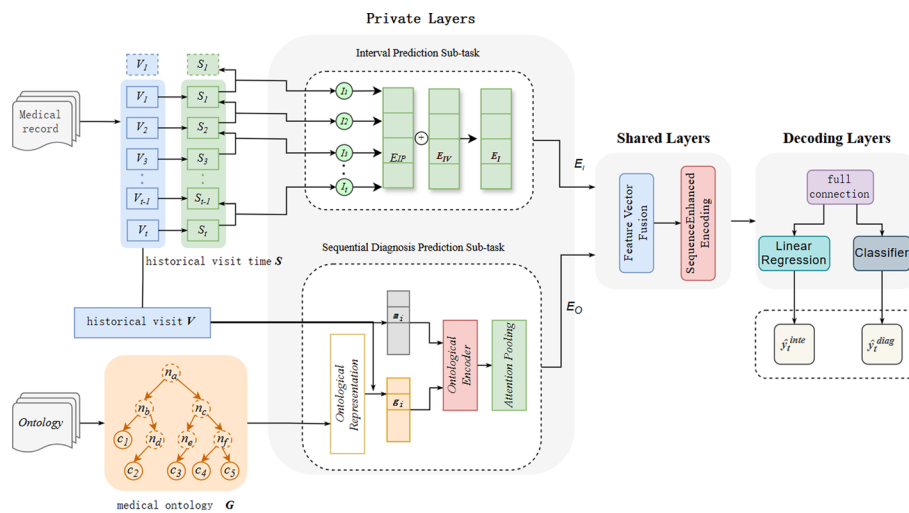 Private Layers
Interval Prediction Sub-task
Medical
record
V1
S1
V1
S1
V2
S2
V3
S3
Vt-1
St-1
Vt
St
I1
I2
I3
It
EIP
+
EIV
EI
EI
historical visit time S
historical visit V
Sequential Diagnosis Prediction Sub-task
Ontological
Representation
mi
gi
Ontological
Encoder
Attention Pooling
EO
Ontology
na
nb
nc
c1
nd
ne
nf
c2
c3
c4
c5
medical ontology G
Shared Layers
Feature Vector
Fusion
SequenceEnhanced
Encoding
Decoding Layers
full
connection
Linear
Regression
Classifier
ŷt inte
ŷt diag